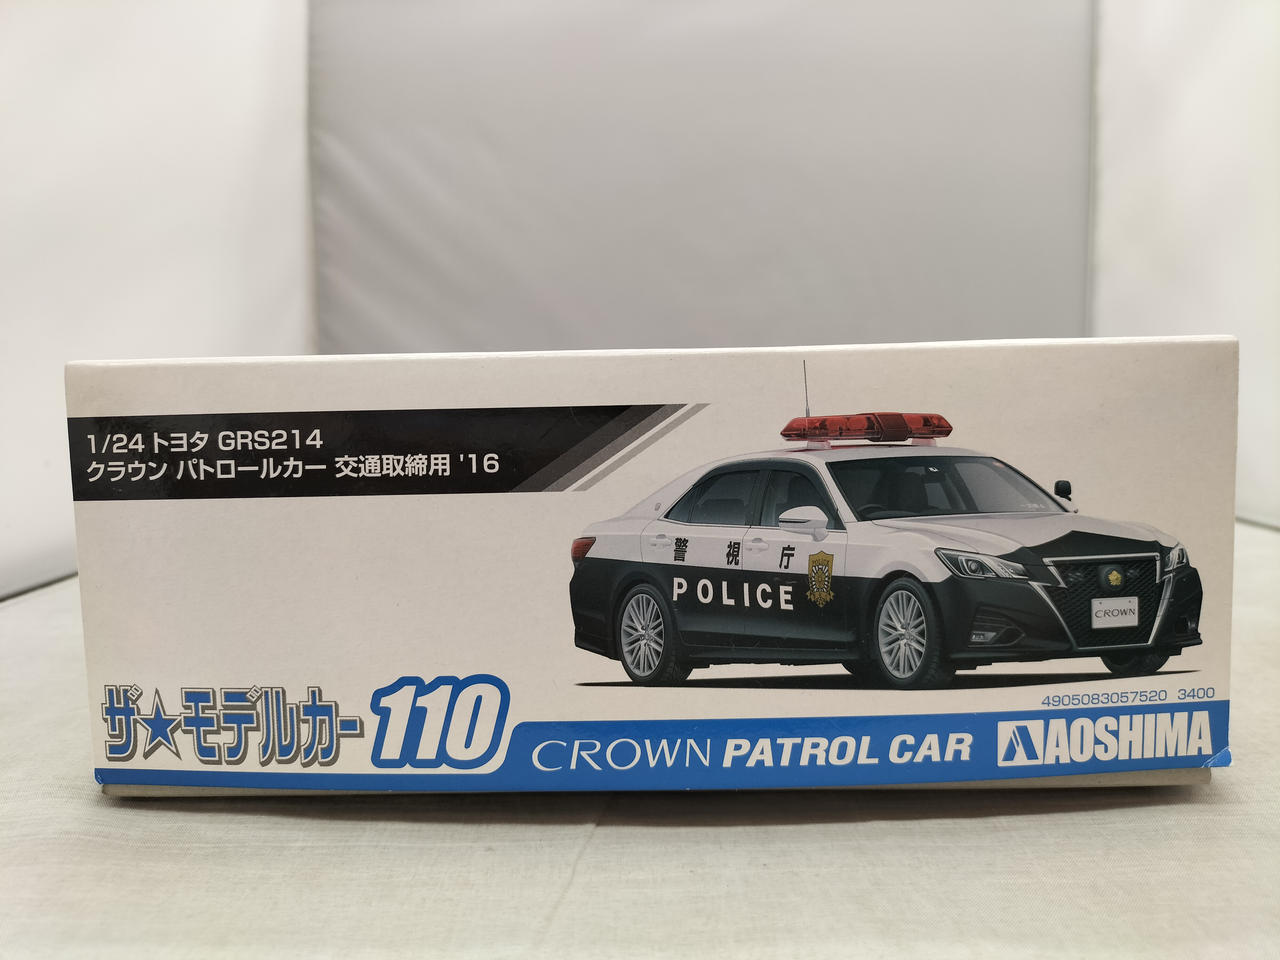 1/24 トヨタ GRS214
クラウン パトロールカー 交通取締用 '16
警視庁
POLICE
CROWN
4905083057520 3400
ザ★モデルカー 110
CROWN PATROL CAR
AOSHIMA